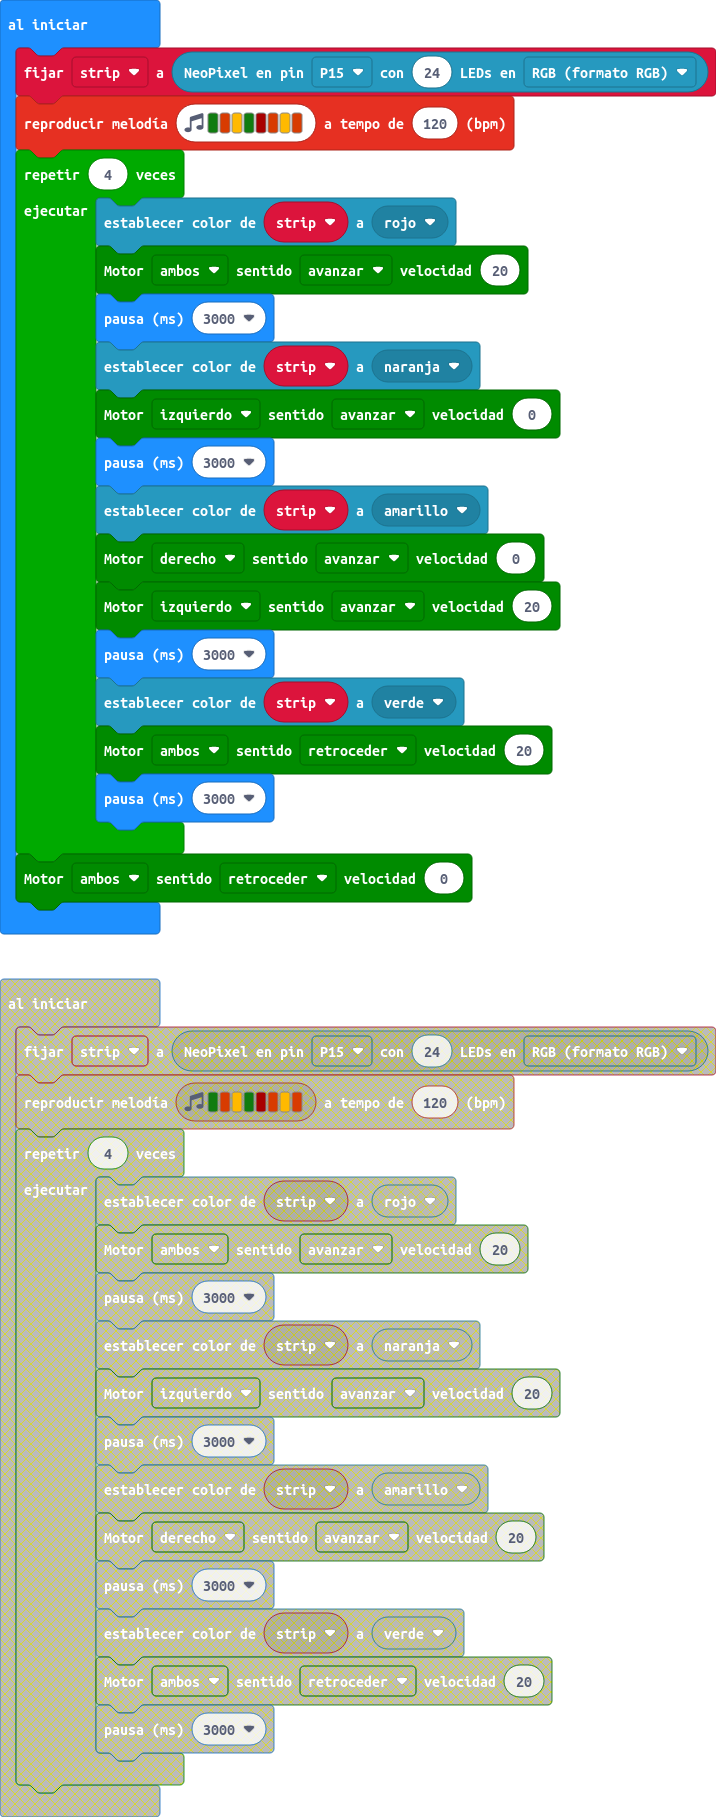 al iniciar
fijar strip a NeoPixel en pin P15 con 24 LEDs en RGB (formato RGB)
reproducir melodía a tempo de 120 (bpm)
repetir 4 veces
ejecutar
establecer color de strip a rojo
Motor ambos sentido avanzar velocidad 20
pausa (ms) 3000
establecer color de strip a naranja
Motor izquierdo sentido avanzar velocidad 0
pausa (ms) 3000
establecer color de strip a amarillo
Motor derecho sentido avanzar velocidad 0
Motor izquierdo sentido avanzar velocidad 20
pausa (ms) 3000
establecer color de strip a verde
Motor ambos sentido retroceder velocidad 20
pausa (ms) 3000
Motor ambos sentido retroceder velocidad 0
al iniciar
fijar strip a NeoPixel en pin P15 con 24 LEDs en RGB (formato RGB)
reproducir melodía a tempo de 120 (bpm)
repetir 4 veces
ejecutar
establecer color de strip a rojo
Motor ambos sentido avanzar velocidad 20
pausa (ms) 3000
establecer color de strip a naranja
Motor izquierdo sentido avanzar velocidad 20
pausa (ms) 3000
establecer color de strip a amarillo
Motor derecho sentido avanzar velocidad 20
pausa (ms) 3000
establecer color de strip a verde
Motor ambos sentido retroceder velocidad 20
pausa (ms) 3000